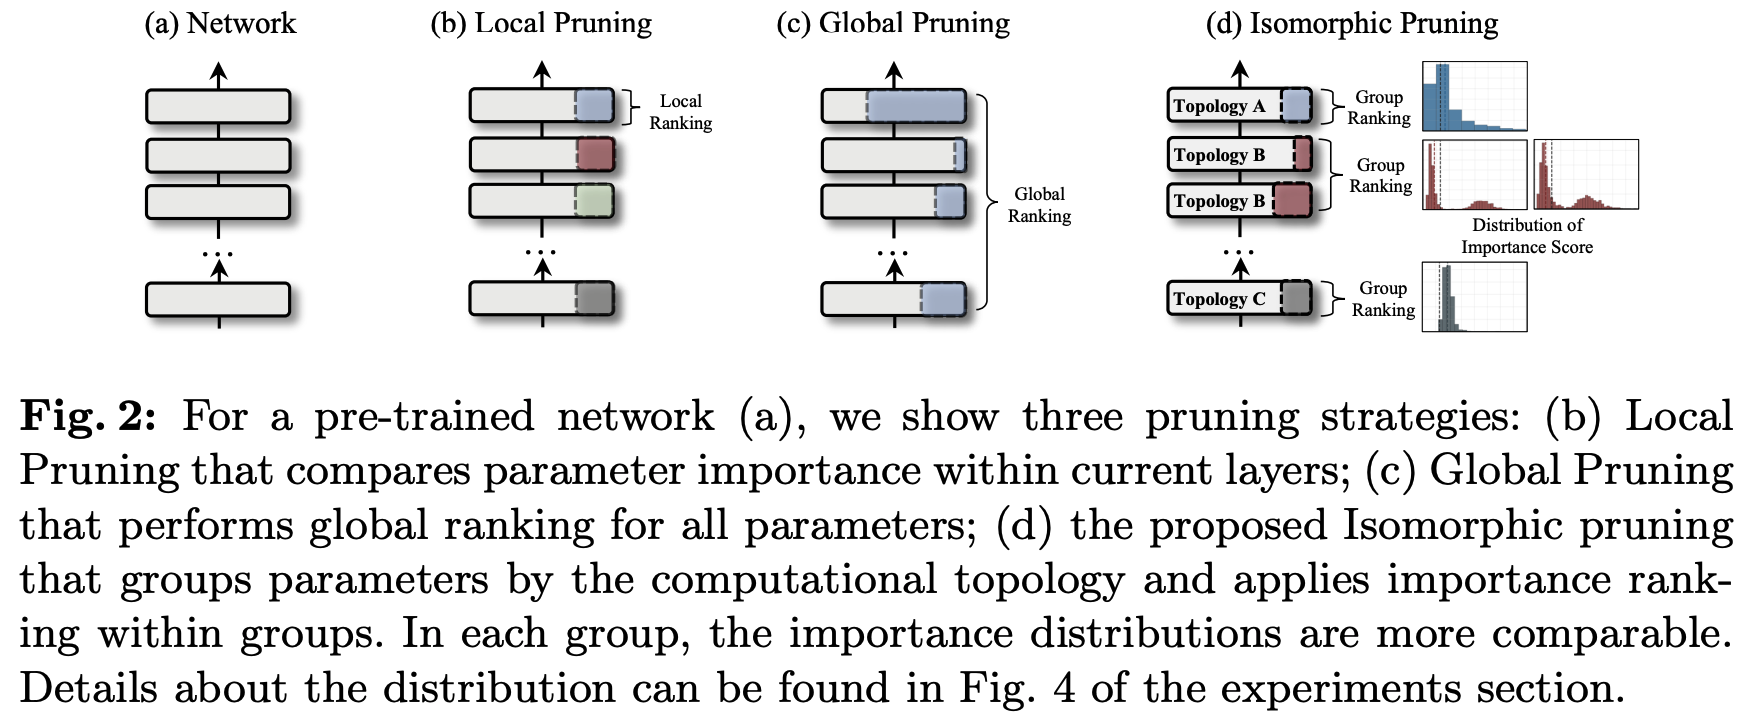 (a) Network
(b) Local Pruning
(c) Global Pruning
(d) Isomorphic Pruning
Local
Ranking
Global
Ranking
Topology A
Topology B
Topology B
Topology C
...
...
...
...
Group
Ranking
Group
Ranking
Group
Ranking
Distribution of
Importance Score
Fig. 2: For a pre-trained network (a), we show three pruning strategies: (b) Local
Pruning that compares parameter importance within current layers; (c) Global Pruning
that performs global ranking for all parameters; (d) the proposed Isomorphic pruning
that groups parameters by the computational topology and applies importance rank-
ing within groups. In each group, the importance distributions are more comparable.
Details about the distribution can be found in Fig. 4 of the experiments section.